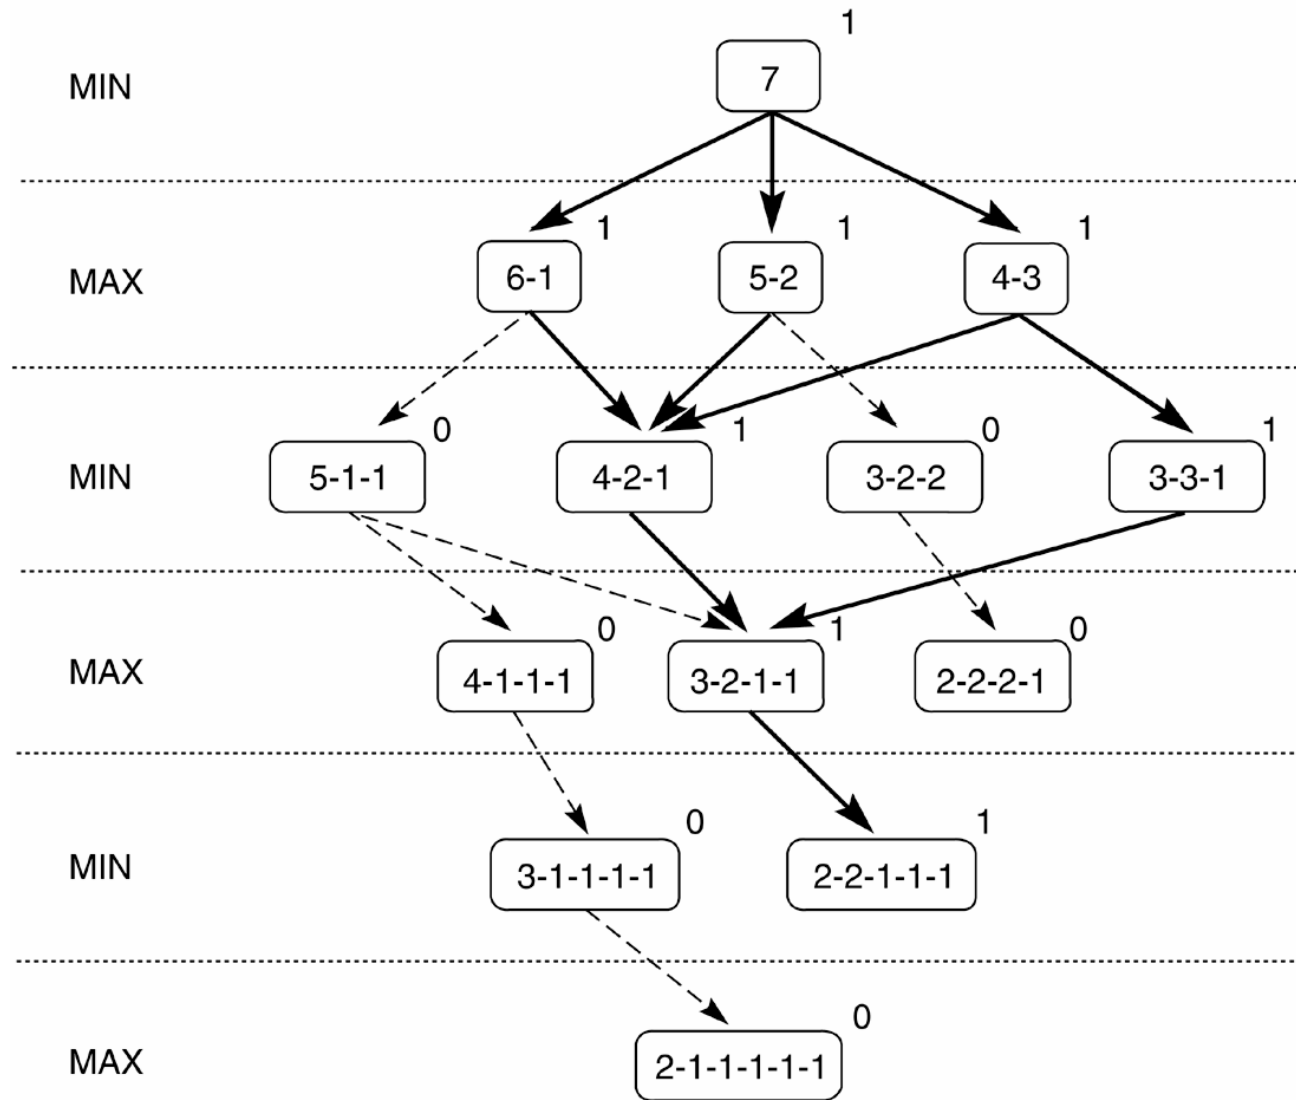 1
MIN 7
1 1 1
MAX 6-1 5-2 4-3
0 1 0 1
MIN 5-1-1 4-2-1 3-2-2 3-3-1
0 1 0
MAX 4-1-1-1 3-2-1-1 2-2-2-1
0 1
MIN 3-1-1-1-1 2-2-1-1-1
0
MAX 2-1-1-1-1-1